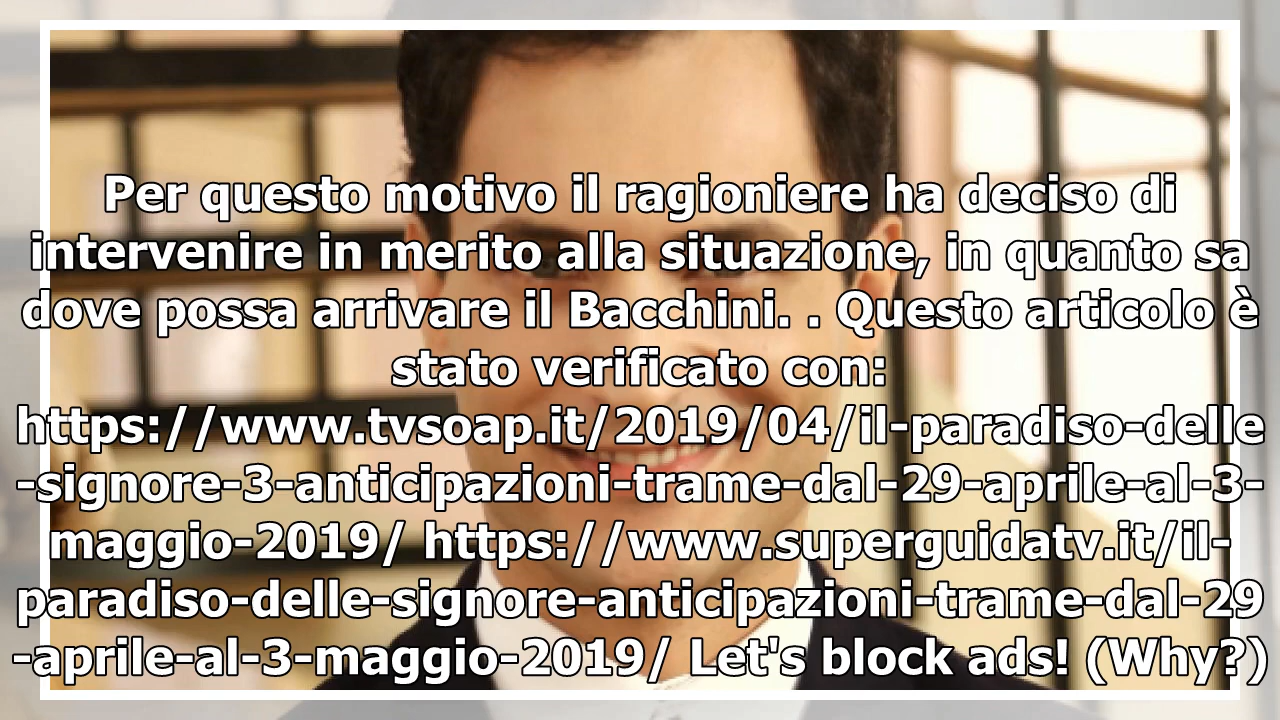 Per questo motivo il ragioniere ha deciso di
intervenire in merito alla situazione, in quanto sa
dove possa arrivare il Bacchini. . Questo articolo è
stato verificato con:
https://www.tvsoap.it/2019/04/il-paradiso-delle
-signore-3-anticipazioni-trame-dal-29-aprile-al-3-
maggio-2019/ https://www.superguidatv.it/il-
paradiso-delle-signore-anticipazioni-trame-dal-29
-aprile-al-3-maggio-2019/ Let's block ads! (Why?)